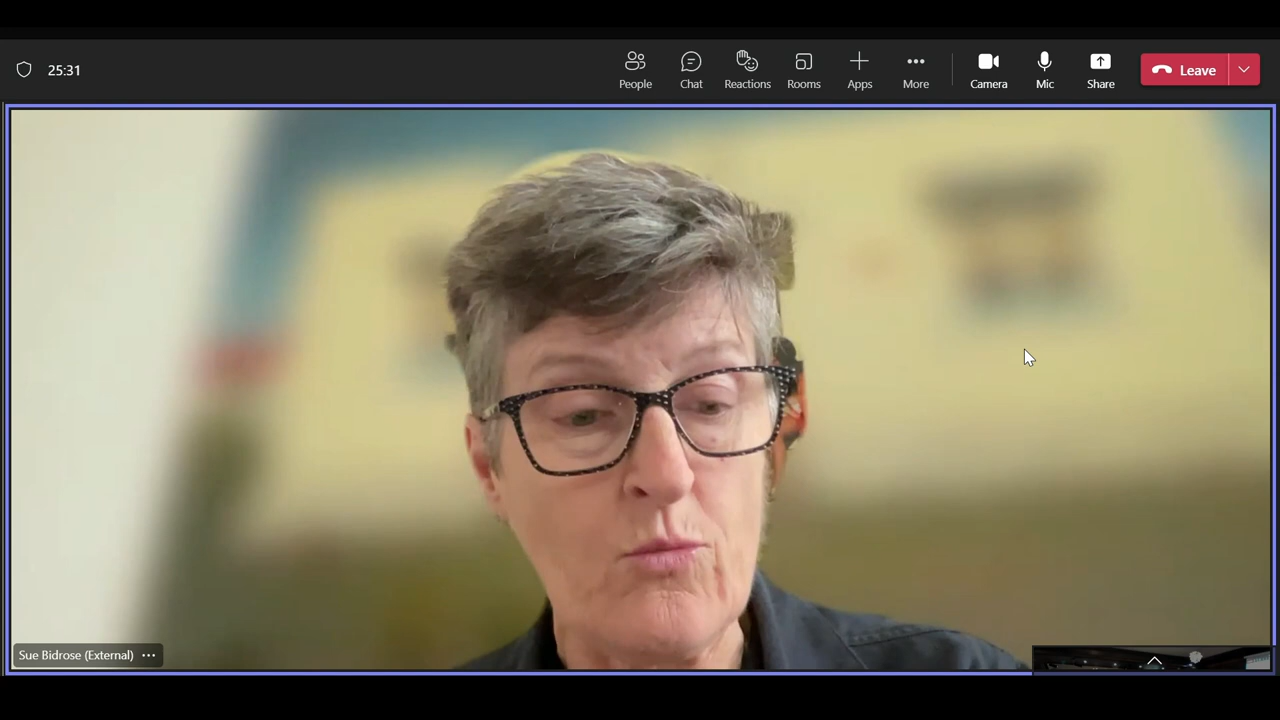 25:31
People
Chat
Reactions
Rooms
Apps
More
Camera
Mic
Share
Leave
Sue Bidrose (External)